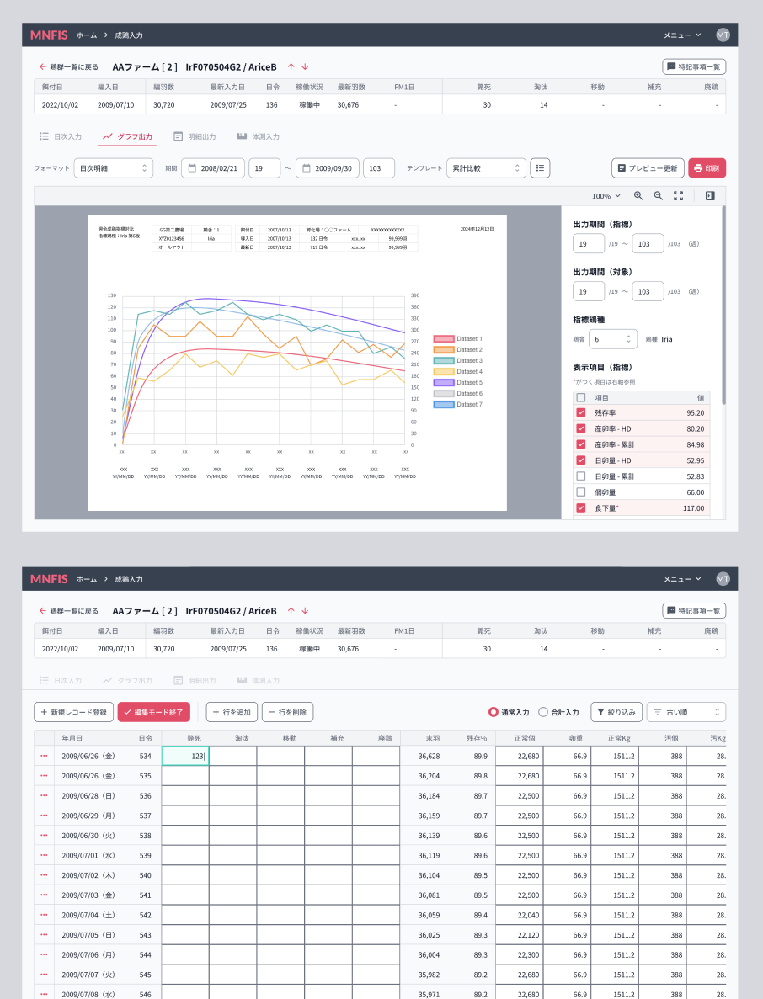 MNFIS ホーム > 成鶏入力 メニュー MT
← 鶏群一覧に戻る AAファーム [ 2 ] IrF070504G2 / AriceB ↑ ↓ 特記事項一覧
餌付日 編入日 編羽数 最新入力日 日令 稼働状況 最新羽数 FM1日 斃死 淘汰 移動 補充 廃鶏
2022/10/02 2009/07/10 30,720 2009/07/25 136 稼働中 30,676 - 30 14 - - -
日次入力 グラフ出力 明細出力 体測入力
フォーマット 日次明細 期間 2008/02/21 19 ～ 2009/09/30 103 テンプレート 累計比較 プレビュー更新 印刷
100%
週令成鶏指標対比 GG第二農場 鶏舎：1 餌付日 2007/10/13 孵化場：〇〇ファーム XXXXXXXXXXXXX 2024年12月12日
指標鶏種：Iria 第6版 XYZ0123456 Iria 導入日 2007/10/13 132 日令 xxx.xx 99,999羽
オールアウト 最新日 2007/10/13 719 日令 xxx.xx 99,999羽
130 390
120 360
110 330
100 300
90 270
80 240
70 210
60 180
50 150
40 120
30 90
20 60
10 30
0 0
XX XX XX XX XX XX XX XX XX XX
XXX XXX XXX XXX XXX XXX XXX XXX XXX XXX
YY/MM/DD YY/MM/DD YY/MM/DD YY/MM/DD YY/MM/DD YY/MM/DD YY/MM/DD YY/MM/DD YY/MM/DD YY/MM/DD
Dataset 1
Dataset 2
Dataset 3
Dataset 4
Dataset 5
Dataset 6
Dataset 7
出力期間（指標）
19 /19 ～ 103 /103 （週）
出力期間（対象）
19 /19 ～ 103 /103 （週）
指標鶏種
鶏舎 6 鶏種 Iria
表示項目（指標）
*がつく項目は右軸参照
項目 値
残存率 95.20
産卵率 - HD 80.20
産卵率 - 累計 84.98
日卵量 - HD 52.95
日卵量 - 累計 52.83
個卵量 66.00
食下量* 117.00
MNFIS ホーム > 成鶏入力 メニュー MT
← 鶏群一覧に戻る AAファーム [ 2 ] IrF070504G2 / AriceB ↑ ↓ 特記事項一覧
餌付日 編入日 編羽数 最新入力日 日令 稼働状況 最新羽数 FM1日 斃死 淘汰 移動 補充 廃鶏
2022/10/02 2009/07/10 30,720 2009/07/25 136 稼働中 30,676 - 30 14 - - -
日次入力 グラフ出力 明細出力 体測入力
+ 新規レコード登録 ✓ 編集モード終了 + 行を追加 − 行を削除 通常入力 合計入力 絞り込み 古い順
年月日 日令 斃死 淘汰 移動 補充 廃鶏 末羽 残存% 正常個 卵重 正常Kg 汚個 汚Kg
2009/06/26（金） 534 123 36,628 89.9 22,680 66.9 1511.2 388 28.
2009/06/26（金） 535 36,204 89.8 22,680 66.9 1511.2 388 28.
2009/06/28（日） 536 36,184 89.7 22,500 66.9 1511.2 388 28.
2009/06/29（月） 537 36,159 89.7 22,500 66.9 1511.2 388 28.
2009/06/30（火） 538 36,139 89.6 22,500 66.9 1511.2 388 28.
2009/07/01（水） 539 36,119 89.6 22,500 66.9 1511.2 388 28.
2009/07/02（木） 540 36,104 89.5 22,500 66.9 1511.2 388 28.
2009/07/03（金） 541 36,081 89.5 22,500 66.9 1511.2 388 28.
2009/07/04（土） 542 36,059 89.4 22,040 66.9 1511.2 388 28.
2009/07/05（日） 543 36,025 89.3 22,120 66.9 1511.2 388 28.
2009/07/06（月） 544 36,004 89.3 22,300 66.9 1511.2 388 28.
2009/07/07（火） 545 35,982 89.2 22,680 66.9 1511.2 388 28.
2009/07/08（水） 546 35,971 89.2 22,680 66.9 1511.2 388 28.